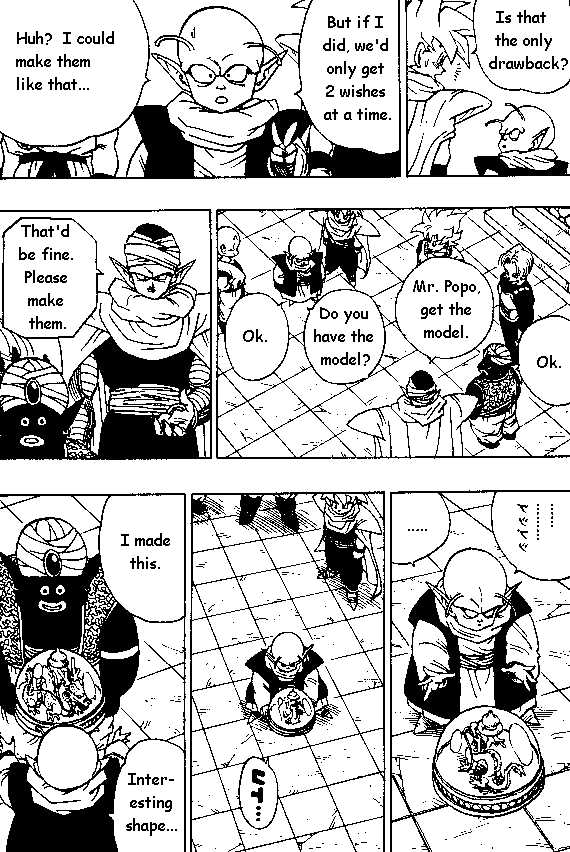 Huh? I could
make them
like that...
But if I
did, we'd
only get
2 wishes
at a time.
Is that
the only
drawback?
That'd
be fine.
Please
make
them.
Ok.
Do you
have the
model?
Mr. Popo,
get the
model.
Ok.
I made
this.
Inter-
esting
shape...
UT...
.....